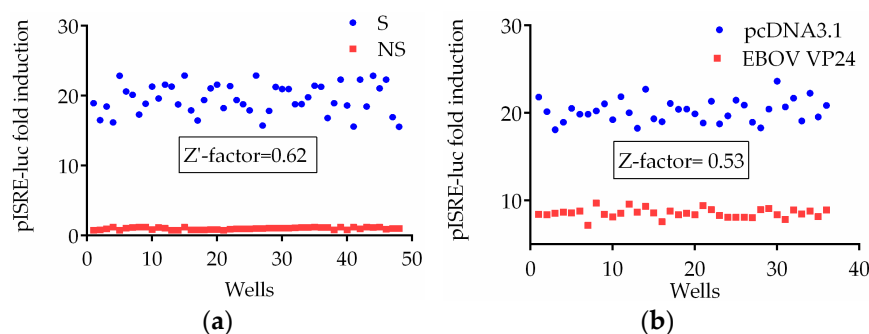 S
NS
pISRE-luc fold induction
30
20
10
0
Z'-factor=0.62
0 10 20 30 40 50
Wells
(a)
pcDNA3.1
EBOV VP24
pISRE-luc fold induction
30
20
10
Z-factor= 0.53
0 10 20 30 40
Wells
(b)